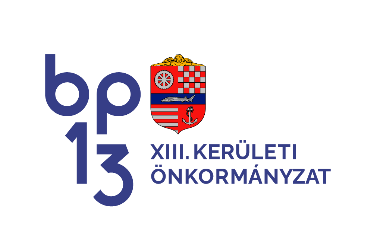 bp
13
XIII. KERÜLETI
ÖNKORMÁNYZAT